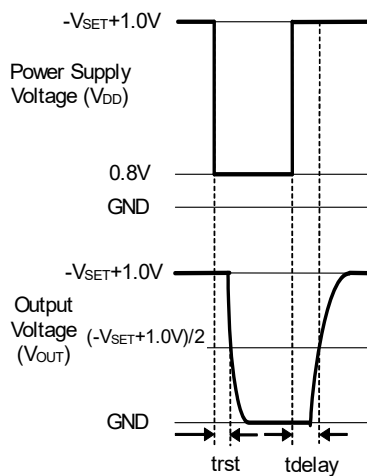 -VSET+1.0V
Power Supply
Voltage (VDD)
0.8V
GND
-VSET+1.0V
Output
Voltage
(VOUT)
(-VSET+1.0V)/2
GND
trst
tdelay